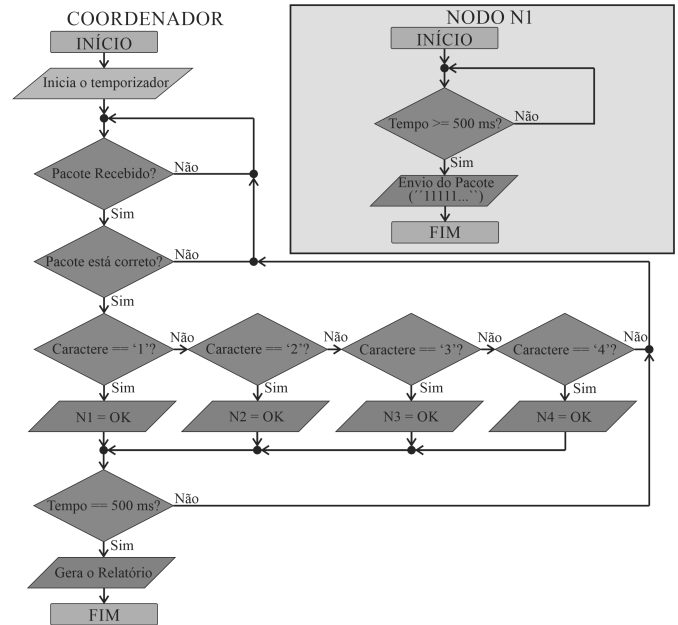 COORDENADOR
INÍCIO
Inicia o temporizador
Pacote Recebido?
Não
Sim
Pacote está correto?
Não
Sim
Caractere == ‘1’?
Não
Caractere == ‘2’?
Não
Caractere == ‘3’?
Não
Caractere == ‘4’?
Não
Sim
Sim
Sim
Sim
N1 = OK
N2 = OK
N3 = OK
N4 = OK
Tempo == 500 ms?
Não
Sim
Gera o Relatório
FIM
NODO N1
INÍCIO
Tempo >= 500 ms?
Não
Sim
Envio do Pacote
(´´11111...``)
FIM